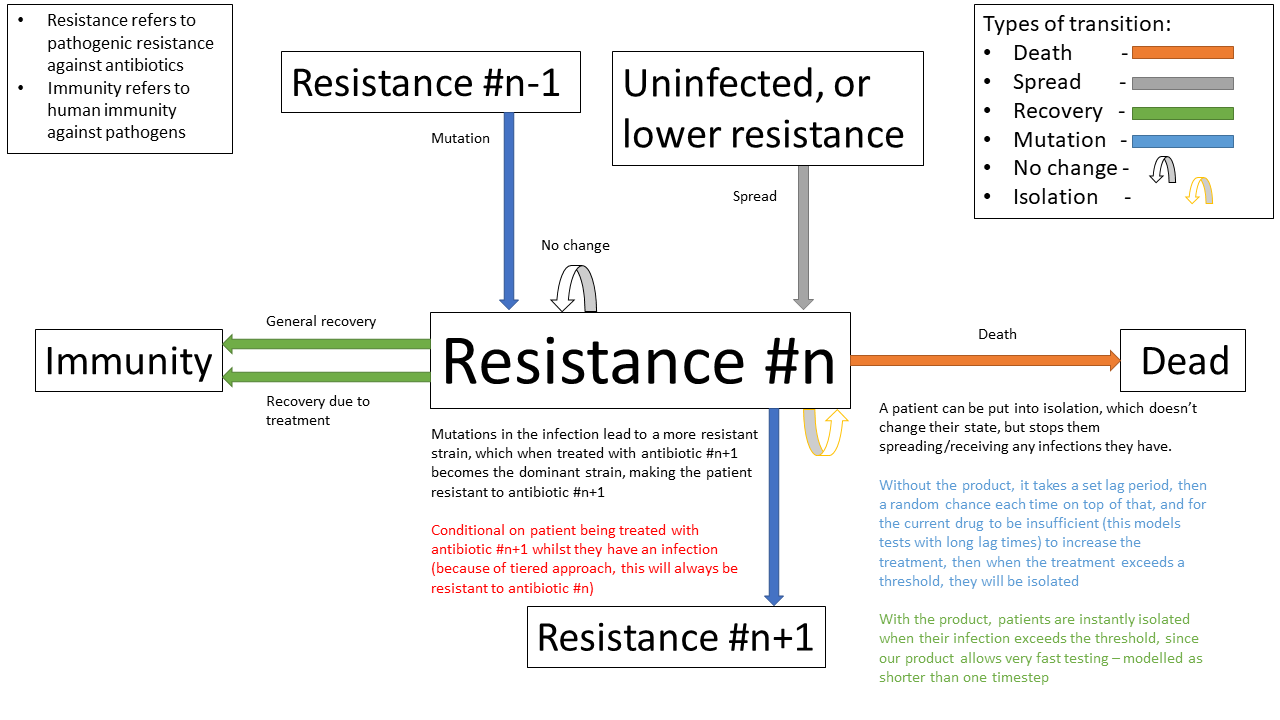 • Resistance refers to
pathogenic resistance
against antibiotics
• Immunity refers to
human immunity
against pathogens
Resistance #n-1
Uninfected, or
lower resistance
Types of transition:
• Death -
• Spread -
• Recovery -
• Mutation -
• No change -
• Isolation -
Mutation
Spread
No change
General recovery
Immunity
Resistance #n
Death
Dead
Recovery due to
treatment
Mutations in the infection lead to a more resistant
strain, which when treated with antibiotic #n+1
becomes the dominant strain, making the patient
resistant to antibiotic #n+1
Conditional on patient being treated with
antibiotic #n+1 whilst they have an infection
(because of tiered approach, this will always be
resistant to antibiotic #n)
Resistance #n+1
A patient can be put into isolation, which doesn’t
change their state, but stops them
spreading/receiving any infections they have.
Without the product, it takes a set lag period, then
a random chance each time on top of that, and for
the current drug to be insufficient (this models
tests with long lag times) to increase the
treatment, then when the treatment exceeds a
threshold, they will be isolated
With the product, patients are instantly isolated
when their infection exceeds the threshold, since
our product allows very fast testing – modelled as
shorter than one timestep